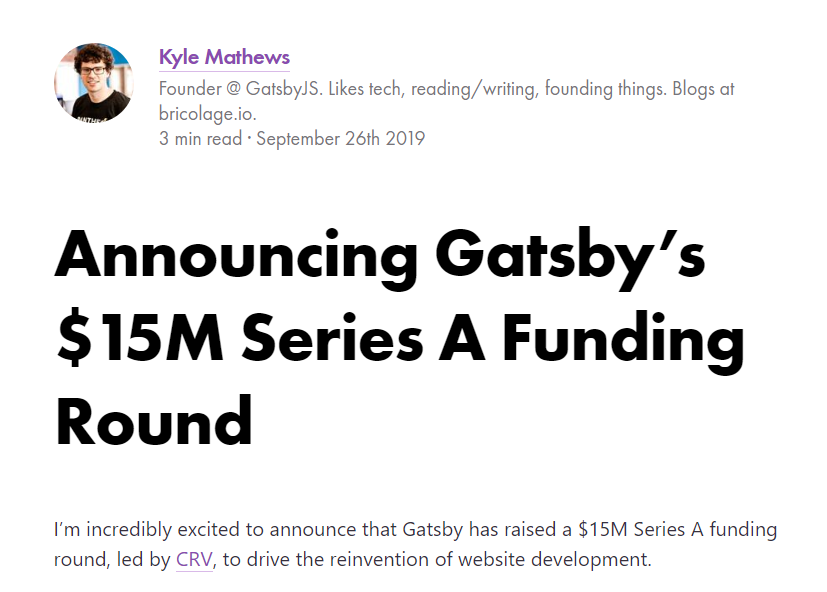 Kyle Mathews
Founder @ GatsbyJS. Likes tech, reading/writing, founding things. Blogs at
bricolage.io.
3 min read · September 26th 2019
Announcing Gatsby’s
$15M Series A Funding
Round
I’m incredibly excited to announce that Gatsby has raised a $15M Series A funding
round, led by CRV, to drive the reinvention of website development.